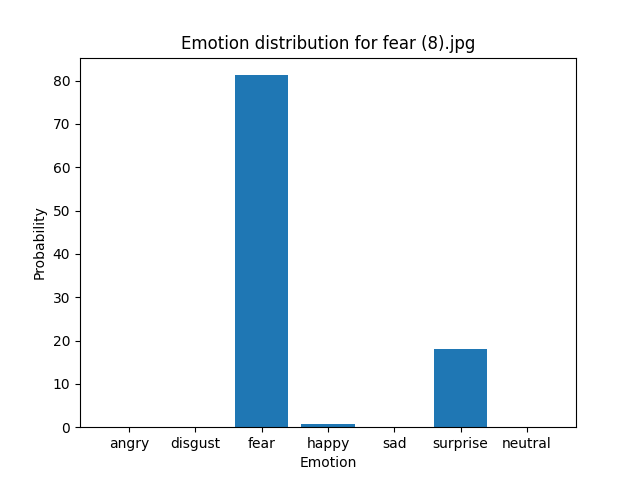 Emotion distribution for fear (8).jpg
80
70
60
50
40
30
20
10
0
Probability
angry disgust fear happy sad surprise neutral
Emotion